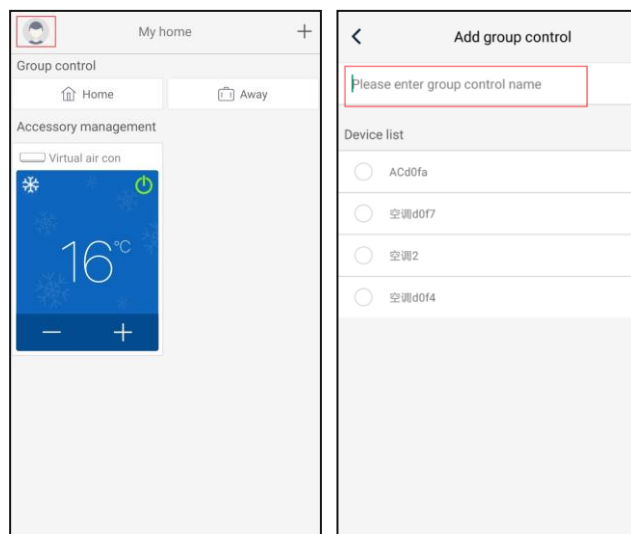 My home
Group control
Home
Away
Accessory management
Virtual air con
16°C
Add group control
Please enter group control name
Device list
ACd0fa
空调d0f7
空调2
空调d0f4